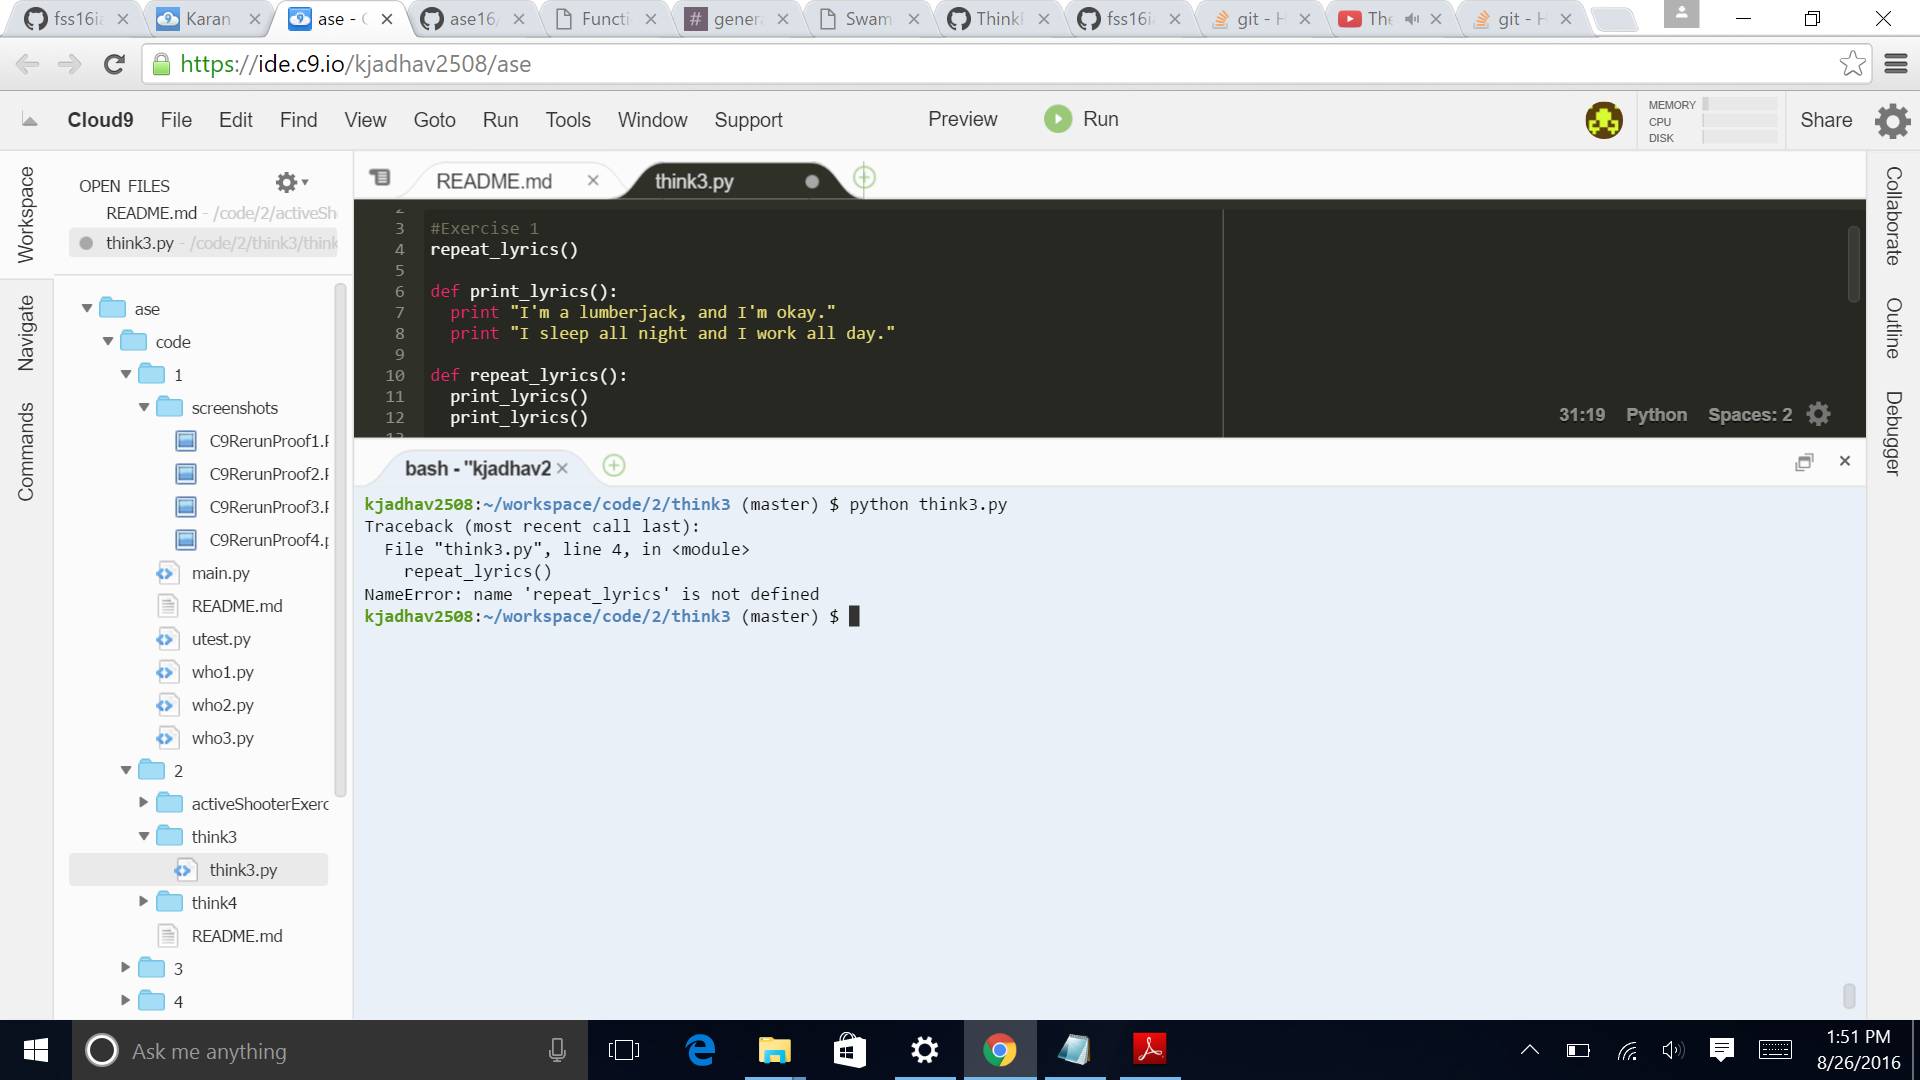 fss16i
Karan
ase - C
ase16/
Functi
# genera
Swam
Think
fss16i
git - H
The
git - H
https://ide.c9.io/kjadhav2508/ase
Cloud9 File Edit Find View Goto Run Tools Window Support Preview Run
MEMORY
CPU
DISK
Share
Workspace
Navigate
Commands
OPEN FILES
README.md - /code/2/activeSh
think3.py - /code/2/think3/think
ase
code
1
screenshots
C9RerunProof1.P
C9RerunProof2.P
C9RerunProof3.P
C9RerunProof4.p
main.py
README.md
utest.py
who1.py
who2.py
who3.py
2
activeShooterExerc
think3
think3.py
think4
README.md
3
4
README.md
think3.py
2
3 #Exercise 1
4 repeat_lyrics()
5
6 def print_lyrics():
7   print "I'm a lumberjack, and I'm okay."
8   print "I sleep all night and I work all day."
9
10 def repeat_lyrics():
11   print_lyrics()
12   print_lyrics()
13
31:19 Python Spaces: 2
bash - "kjadhav2
kjadhav2508:~/workspace/code/2/think3 (master) $ python think3.py
Traceback (most recent call last):
  File "think3.py", line 4, in <module>
    repeat_lyrics()
NameError: name 'repeat_lyrics' is not defined
kjadhav2508:~/workspace/code/2/think3 (master) $
Collaborate
Outline
Debugger
Ask me anything
1:51 PM
8/26/2016